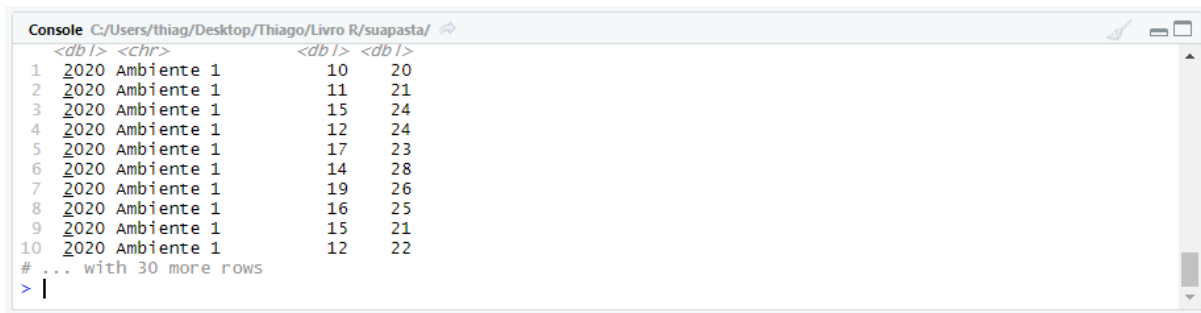 Console C:/Users/thiag/Desktop/Thiago/Livro R/suapasta/
<dbl> <chr> <dbl> <dbl>
1 2020 Ambiente 1 10 20
2 2020 Ambiente 1 11 21
3 2020 Ambiente 1 15 24
4 2020 Ambiente 1 12 24
5 2020 Ambiente 1 17 23
6 2020 Ambiente 1 14 28
7 2020 Ambiente 1 19 26
8 2020 Ambiente 1 16 25
9 2020 Ambiente 1 15 21
10 2020 Ambiente 1 12 22
# ... with 30 more rows
>